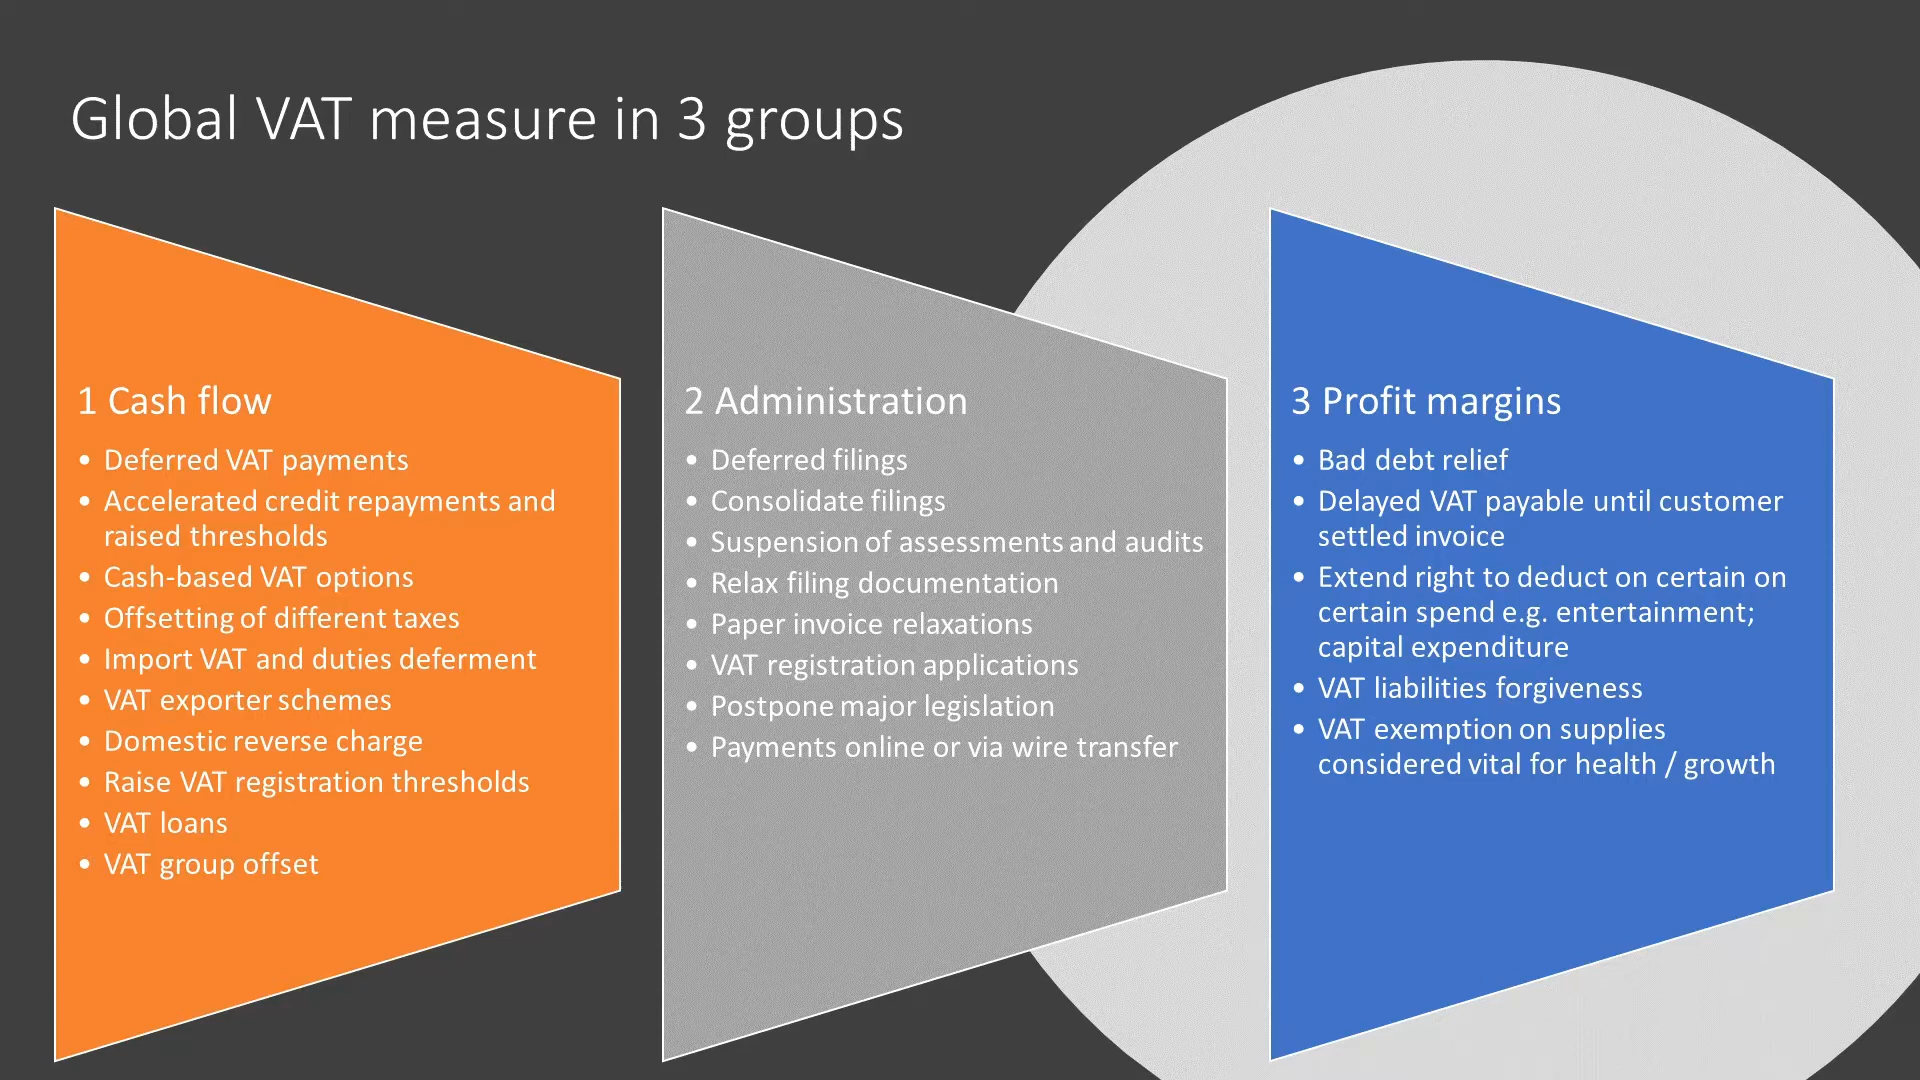 Global VAT measure in 3 groups
1 Cash flow
• Deferred VAT payments
• Accelerated credit repayments and
raised thresholds
• Cash-based VAT options
• Offsetting of different taxes
• Import VAT and duties deferment
• VAT exporter schemes
• Domestic reverse charge
• Raise VAT registration thresholds
• VAT loans
• VAT group offset
2 Administration
• Deferred filings
• Consolidate filings
• Suspension of assessments and audits
• Relax filing documentation
• Paper invoice relaxations
• VAT registration applications
• Postpone major legislation
• Payments online or via wire transfer
3 Profit margins
• Bad debt relief
• Delayed VAT payable until customer
settled invoice
• Extend right to deduct on certain on
certain spend e.g. entertainment;
capital expenditure
• VAT liabilities forgiveness
• VAT exemption on supplies
considered vital for health / growth